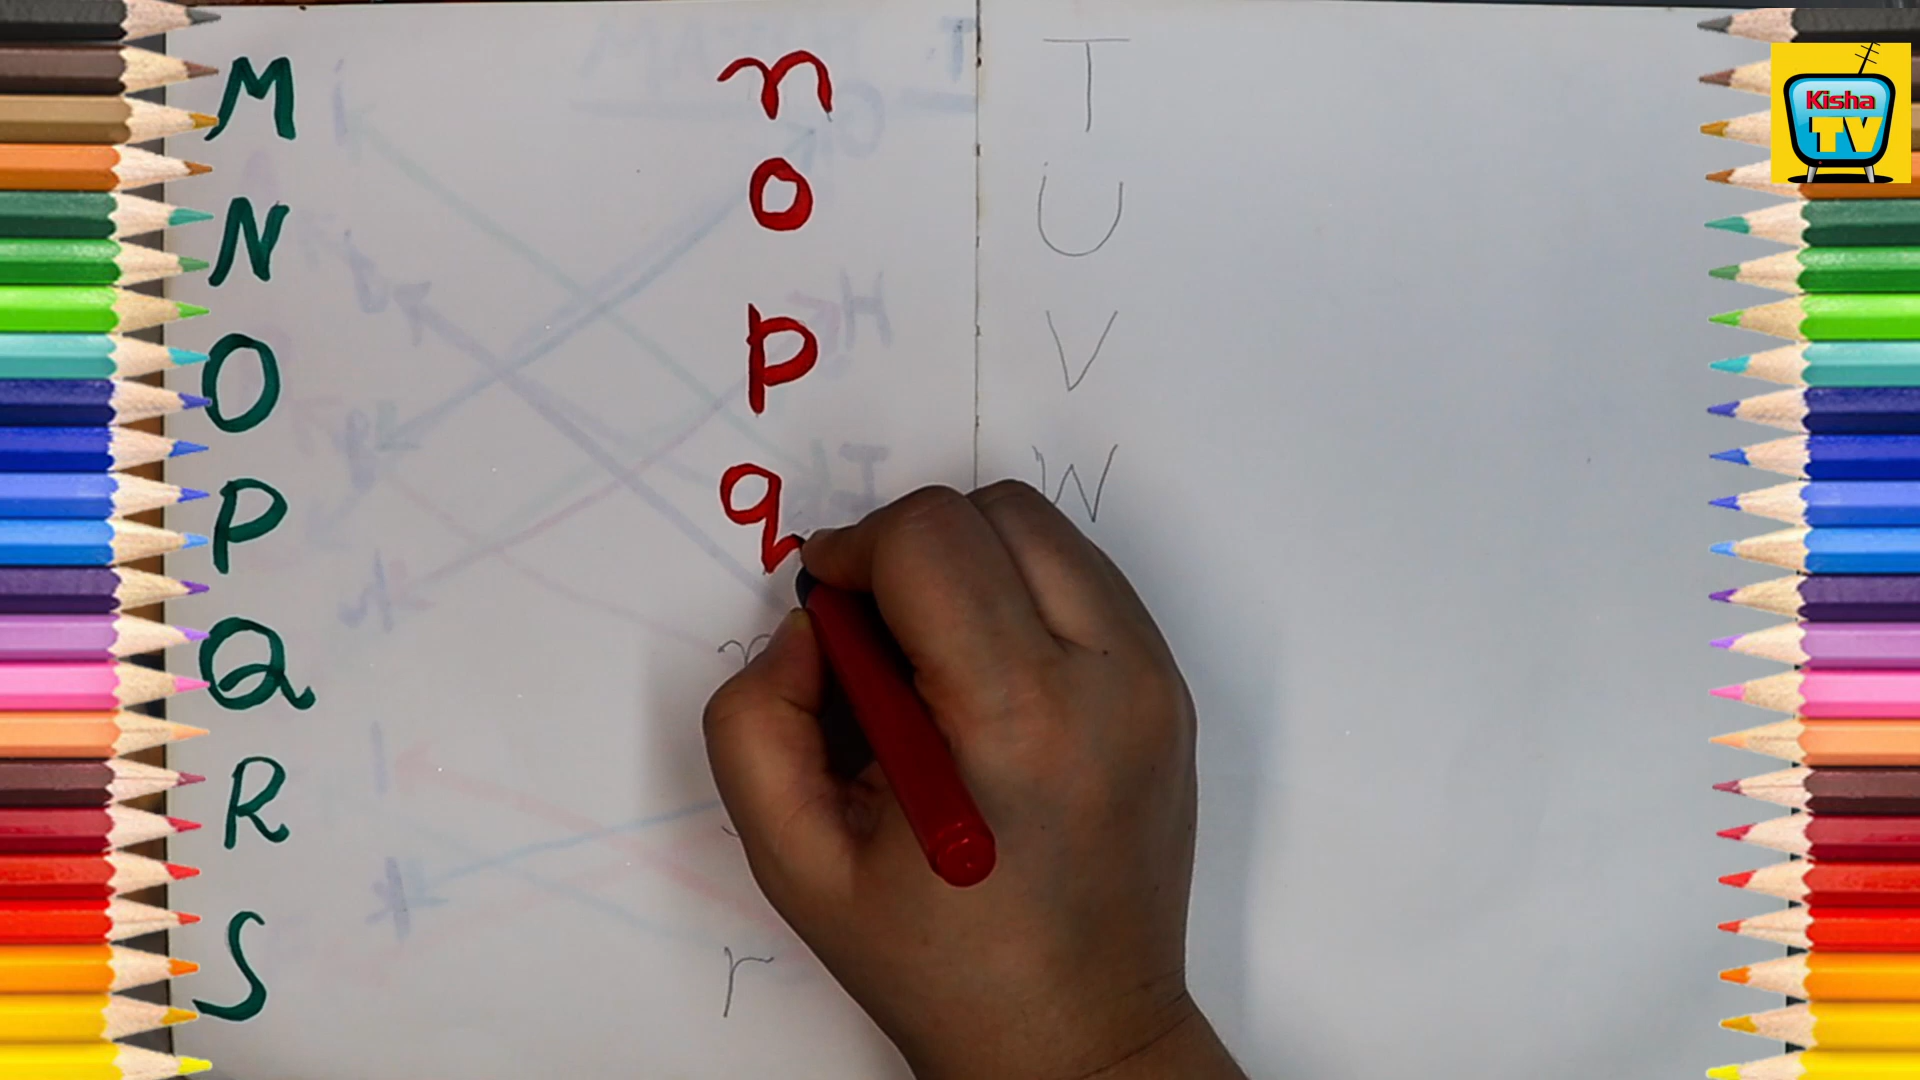 M n T
N o U
O p V
P q W
Q
R
S r
Kisha
TV